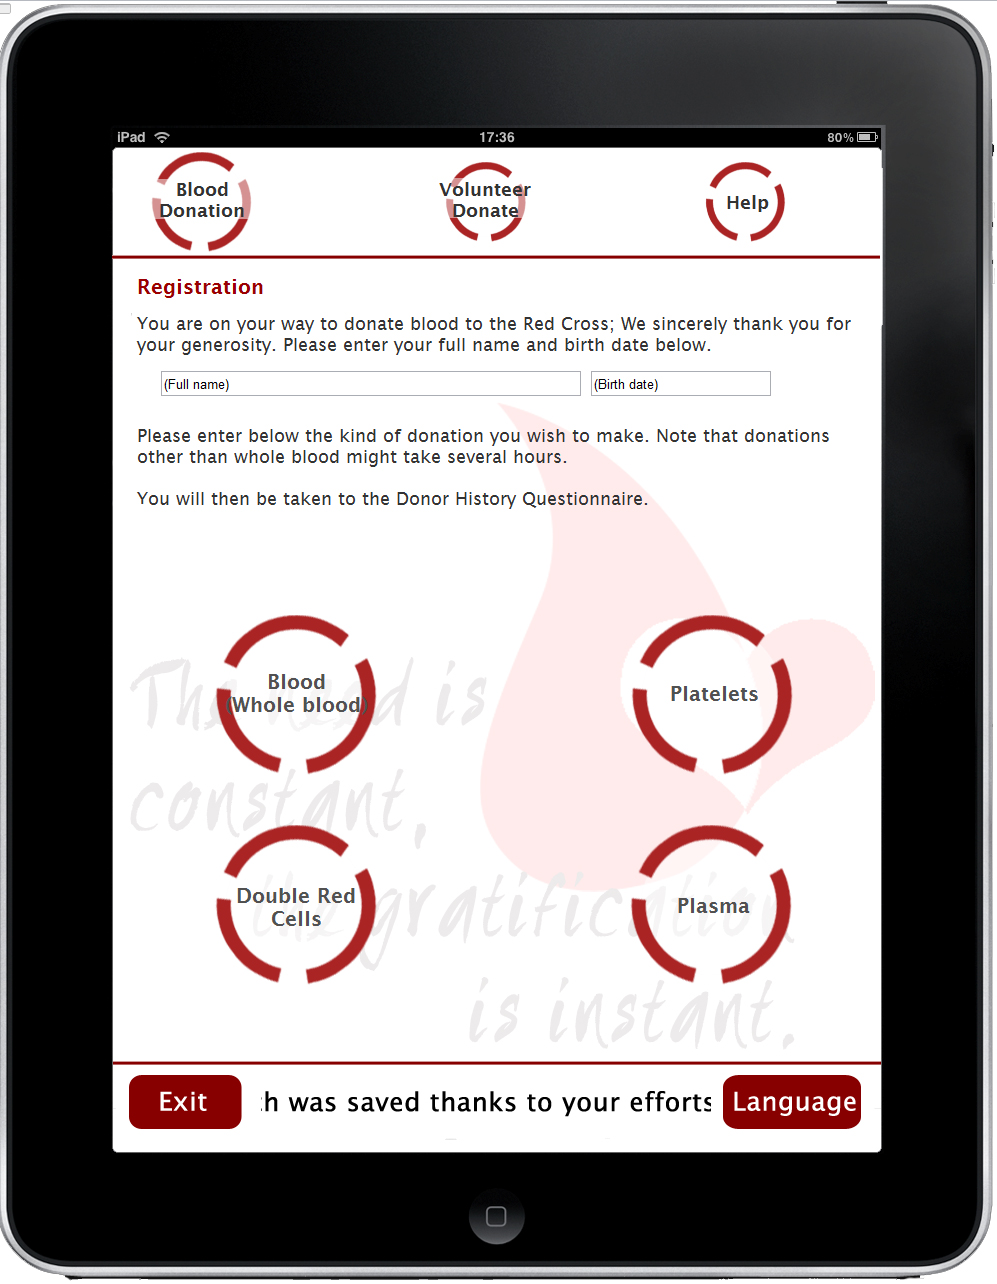 iPad 17:36 80%
Blood
Donation
Volunteer
Donate
Help
Registration
You are on your way to donate blood to the Red Cross; We sincerely thank you for
your generosity. Please enter your full name and birth date below.
(Full name) (Birth date)
Please enter below the kind of donation you wish to make. Note that donations
other than whole blood might take several hours.
You will then be taken to the Donor History Questionnaire.
The need is
constant,
the gratification
is instant.
Blood
(Whole blood)
Platelets
Double Red
Cells
Plasma
Exit h was saved thanks to your efforts Language